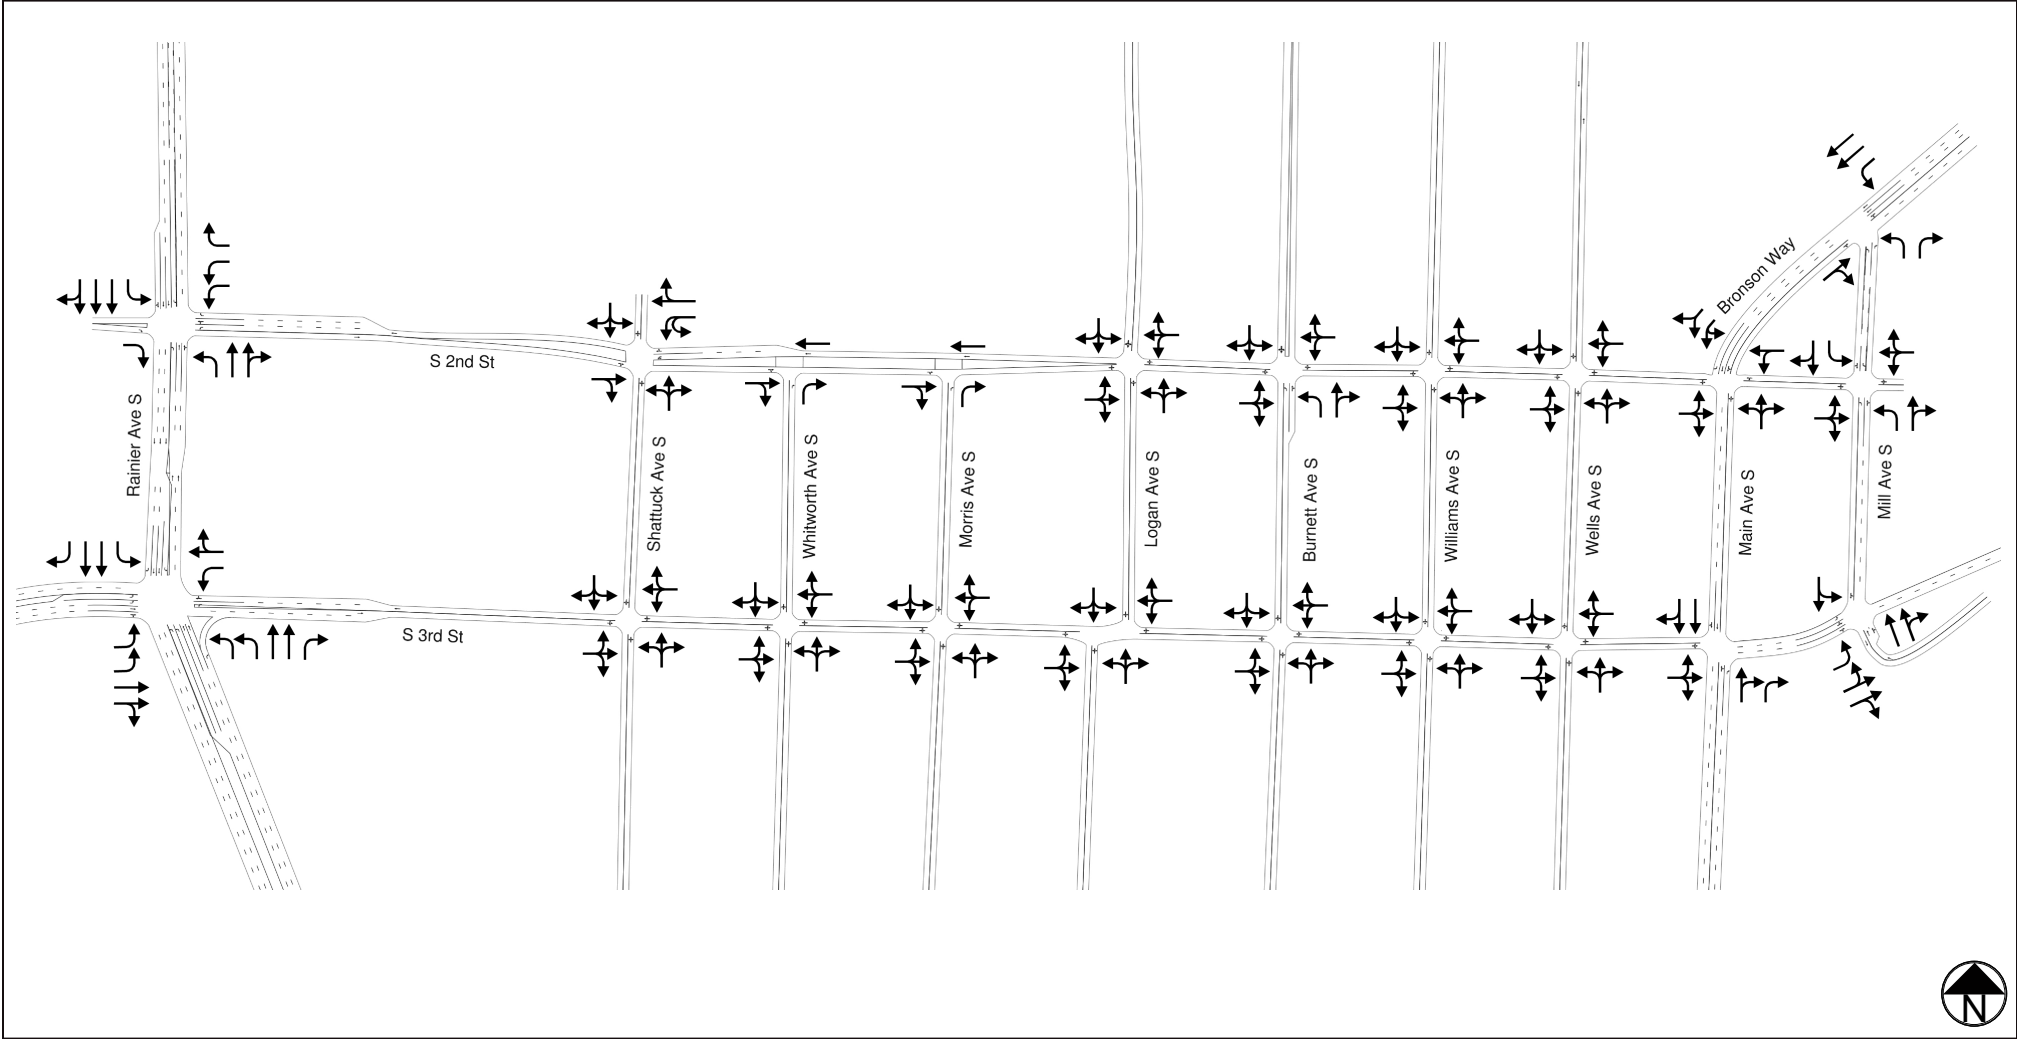 Bronson Way
S 2nd St
Rainier Ave S
Shattuck Ave S
Whitworth Ave S
Morris Ave S
Logan Ave S
Burnett Ave S
Williams Ave S
Wells Ave S
Main Ave S
Mill Ave S
S 3rd St
N